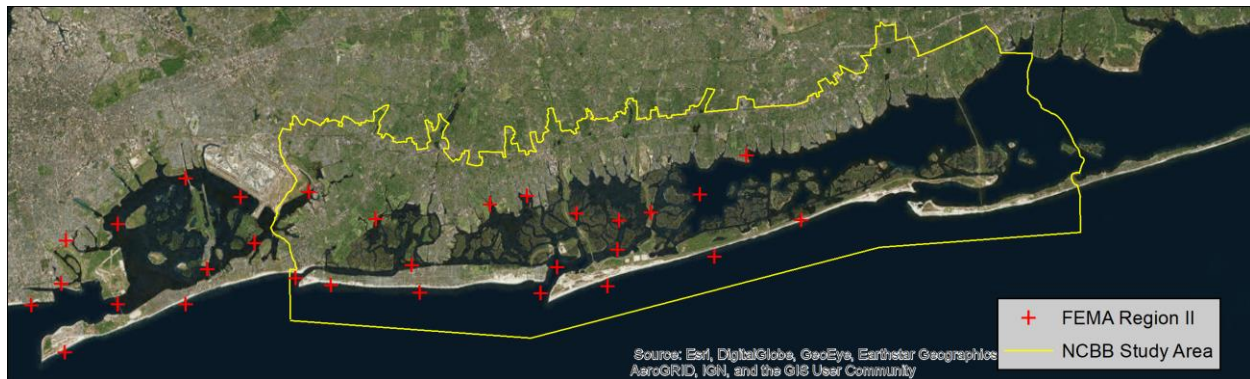 FEMA Region II
NCBB Study Area
Source: Esri, DigitalGlobe, GeoEye, Earthstar Geographics
AeroGRID, IGN, and the GIS User Community